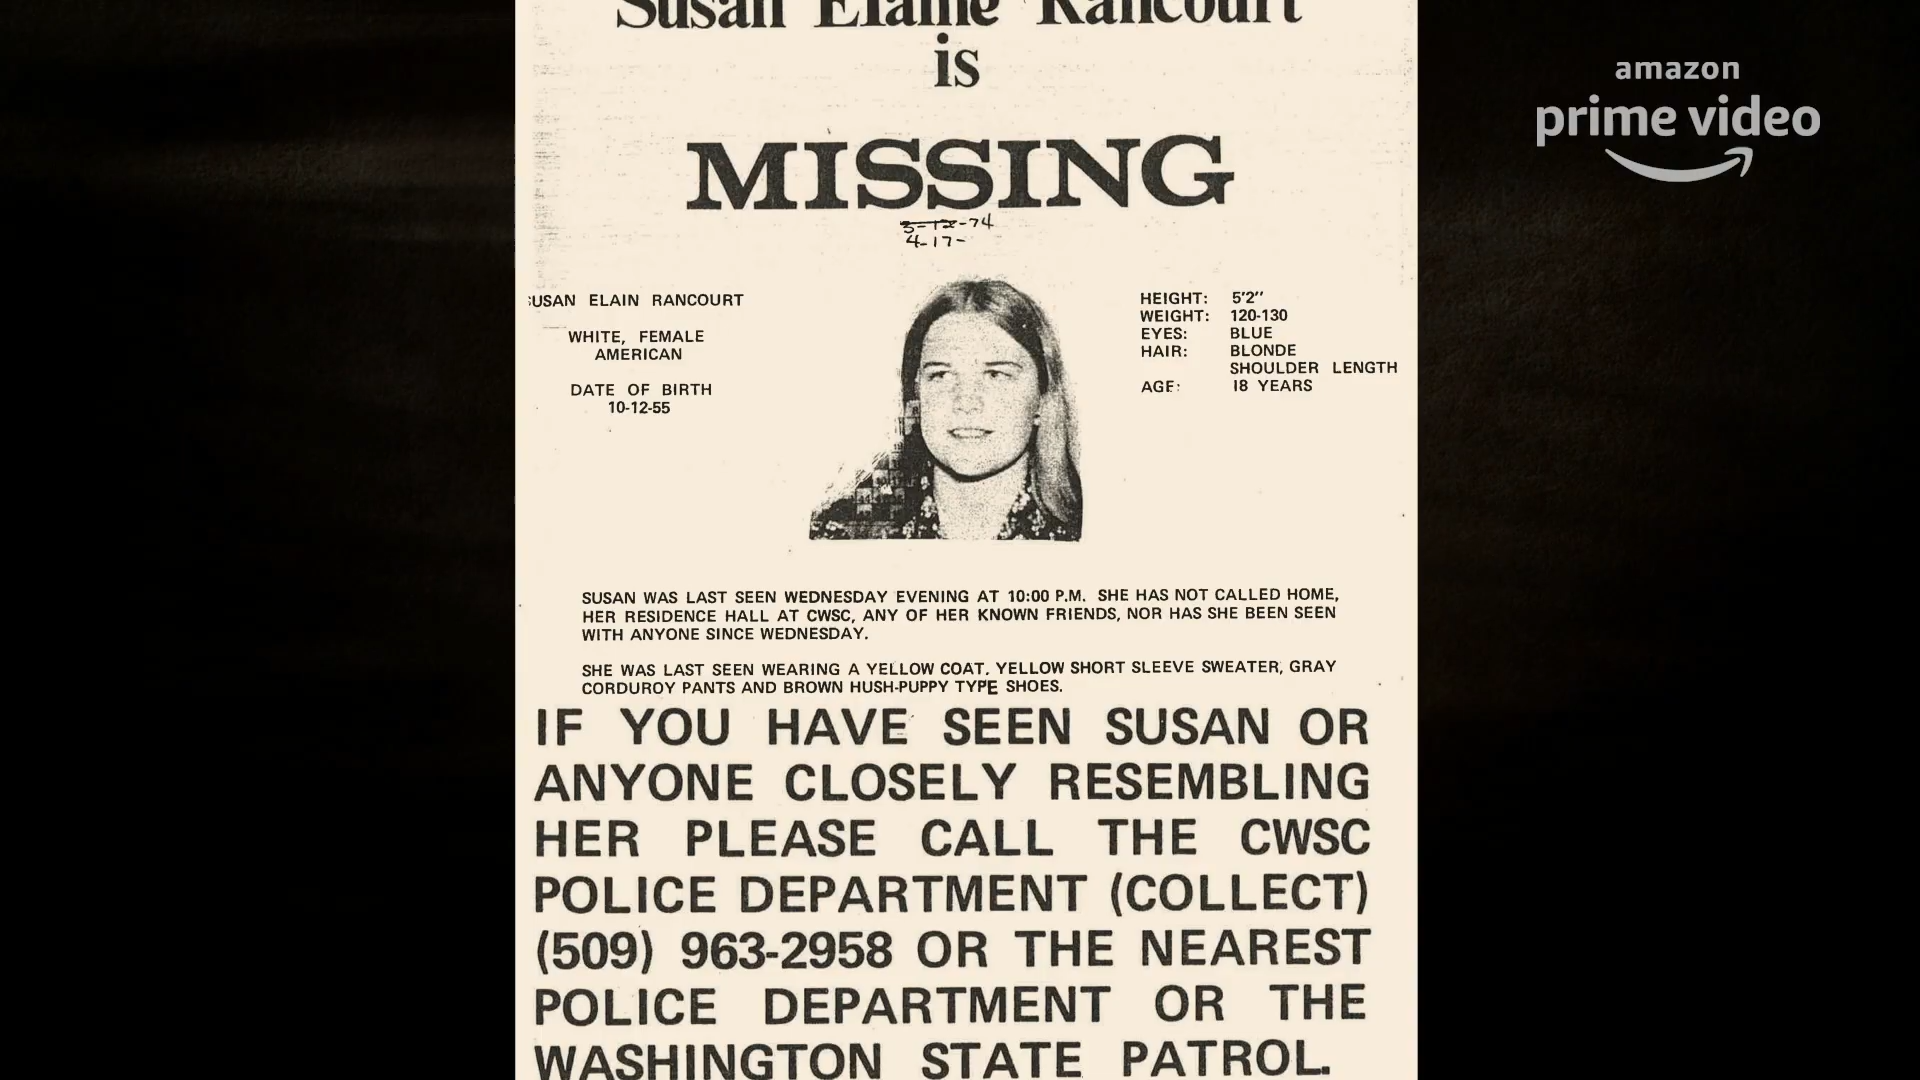 Susan Elaine Rancourt
is
MISSING
3-12-74
4-17-
USAN ELAIN RANCOURT
WHITE, FEMALE
AMERICAN
DATE OF BIRTH
10-12-55
HEIGHT: 5'2''
WEIGHT: 120-130
EYES: BLUE
HAIR: BLONDE
SHOULDER LENGTH
AGE: 18 YEARS
SUSAN WAS LAST SEEN WEDNESDAY EVENING AT 10:00 P.M. SHE HAS NOT CALLED HOME,
HER RESIDENCE HALL AT CWSC, ANY OF HER KNOWN FRIENDS, NOR HAS SHE BEEN SEEN
WITH ANYONE SINCE WEDNESDAY.
SHE WAS LAST SEEN WEARING A YELLOW COAT, YELLOW SHORT SLEEVE SWEATER, GRAY
CORDUROY PANTS AND BROWN HUSH-PUPPY TYPE SHOES.
IF YOU HAVE SEEN SUSAN OR
ANYONE CLOSELY RESEMBLING
HER PLEASE CALL THE CWSC
POLICE DEPARTMENT (COLLECT)
(509) 963-2958 OR THE NEAREST
POLICE DEPARTMENT OR THE
WASHINGTON STATE PATROL.
amazon
prime video